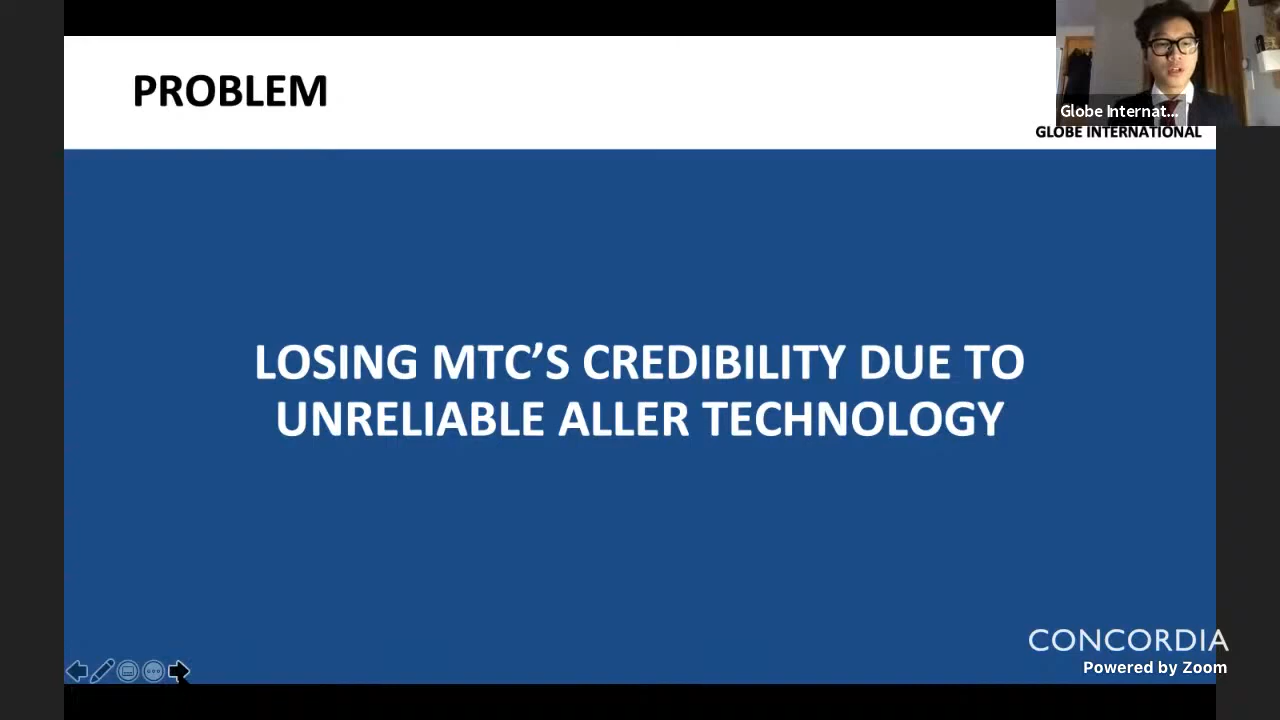 PROBLEM
Globe Internat...
GLOBE INTERNATIONAL
LOSING MTC’S CREDIBILITY DUE TO
UNRELIABLE ALLER TECHNOLOGY
CONCORDIA
Powered by Zoom